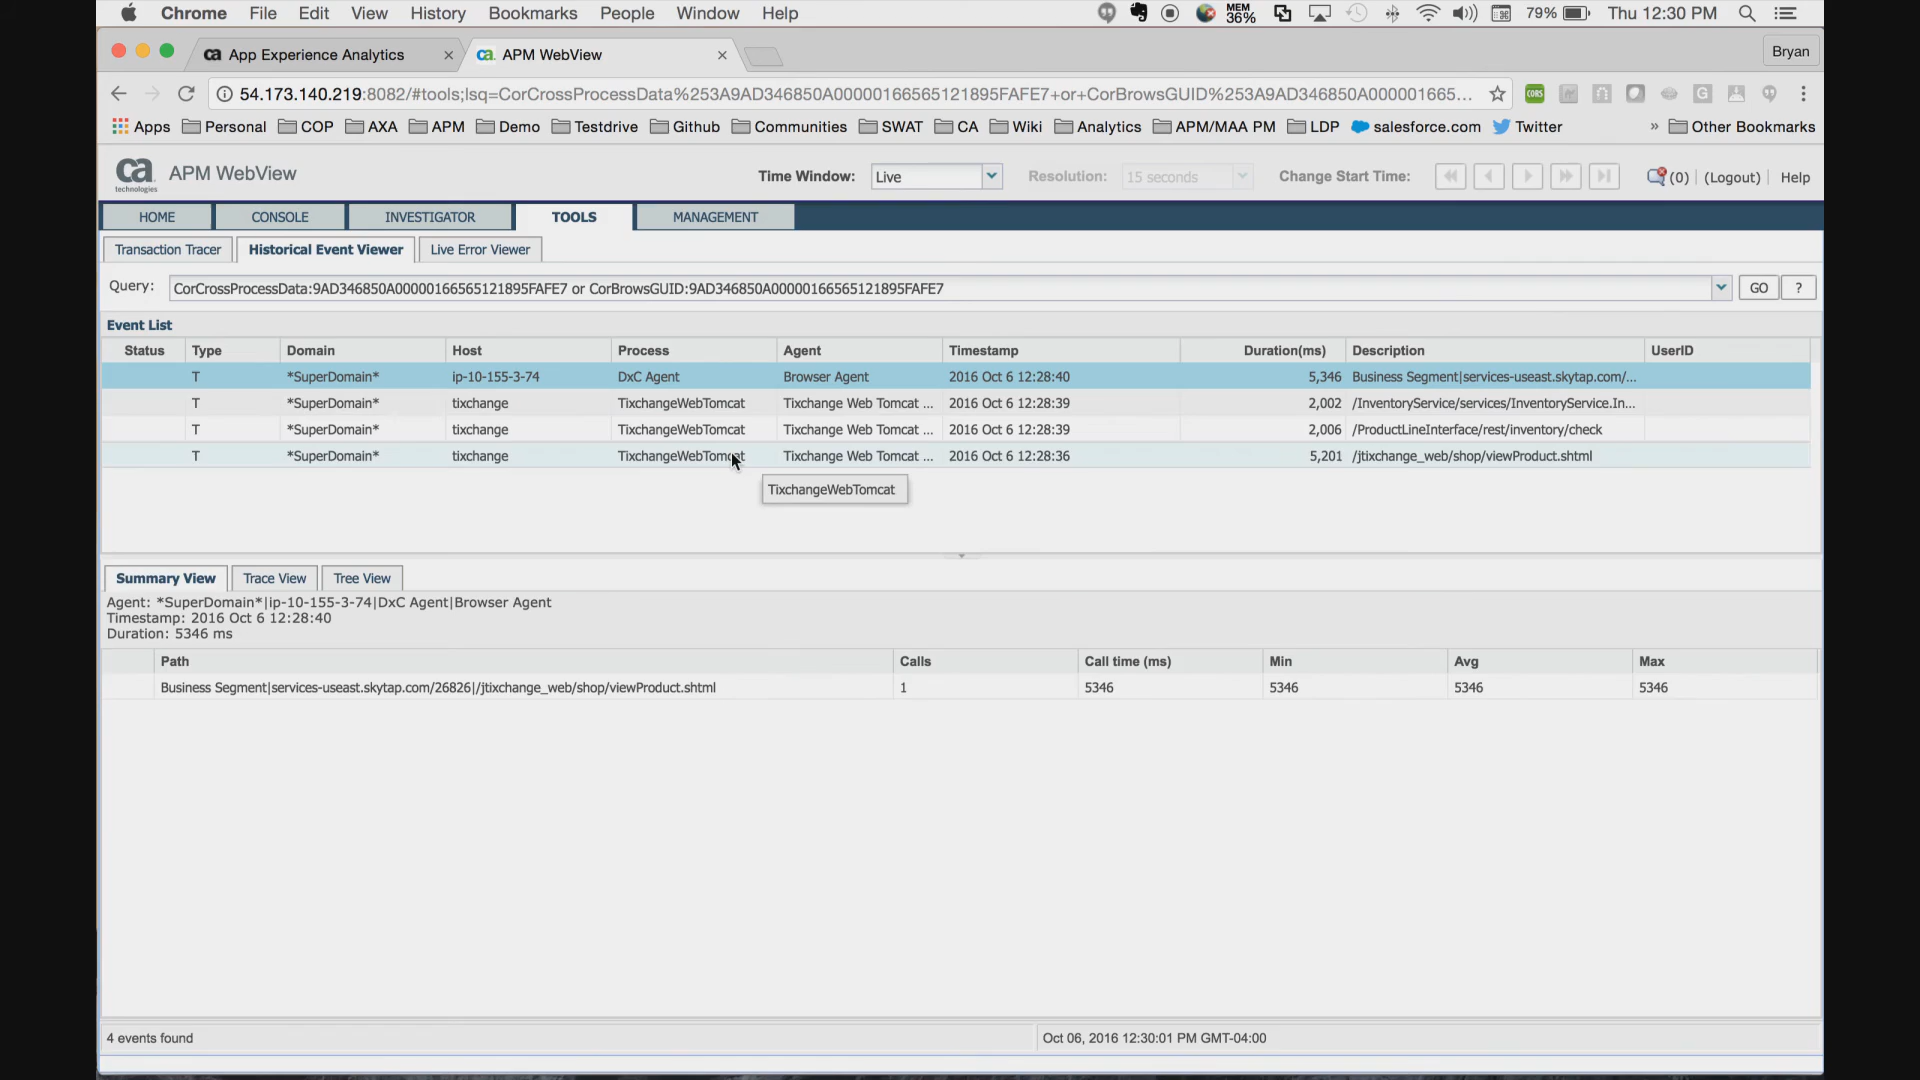 Chrome File Edit View History Bookmarks People Window Help MEM 36% 79% Thu 12:30 PM
ca App Experience Analytics × ca APM WebView × Bryan
54.173.140.219:8082/#tools;lsq=CorCrossProcessData%253A9AD346850A00000166565121895FAFE7+or+CorBrowsGUID%253A9AD346850A000001665... CORS
Apps Personal COP AXA APM Demo Testdrive Github Communities SWAT CA Wiki Analytics APM/MAA PM LDP salesforce.com Twitter » Other Bookmarks
ca technologies APM WebView Time Window: Live Resolution: 15 seconds Change Start Time: (0) | (Logout) | Help
HOME CONSOLE INVESTIGATOR TOOLS MANAGEMENT
Transaction Tracer Historical Event Viewer Live Error Viewer
Query: CorCrossProcessData:9AD346850A00000166565121895FAFE7 or CorBrowsGUID:9AD346850A00000166565121895FAFE7 GO ?
Event List
Status Type Domain Host Process Agent Timestamp Duration(ms) Description UserID
T *SuperDomain* ip-10-155-3-74 DxC Agent Browser Agent 2016 Oct 6 12:28:40 5,346 Business Segment|services-useast.skytap.com/...
T *SuperDomain* tixchange TixchangeWebTomcat Tixchange Web Tomcat ... 2016 Oct 6 12:28:39 2,002 /InventoryService/services/InventoryService.In...
T *SuperDomain* tixchange TixchangeWebTomcat Tixchange Web Tomcat ... 2016 Oct 6 12:28:39 2,006 /ProductLineInterface/rest/inventory/check
T *SuperDomain* tixchange TixchangeWebTomcat Tixchange Web Tomcat ... 2016 Oct 6 12:28:36 5,201 /jtixchange_web/shop/viewProduct.shtml
TixchangeWebTomcat
Summary View Trace View Tree View
Agent: *SuperDomain*|ip-10-155-3-74|DxC Agent|Browser Agent
Timestamp: 2016 Oct 6 12:28:40
Duration: 5346 ms
Path Calls Call time (ms) Min Avg Max
Business Segment|services-useast.skytap.com/26826|/jtixchange_web/shop/viewProduct.shtml 1 5346 5346 5346 5346
4 events found Oct 06, 2016 12:30:01 PM GMT-04:00